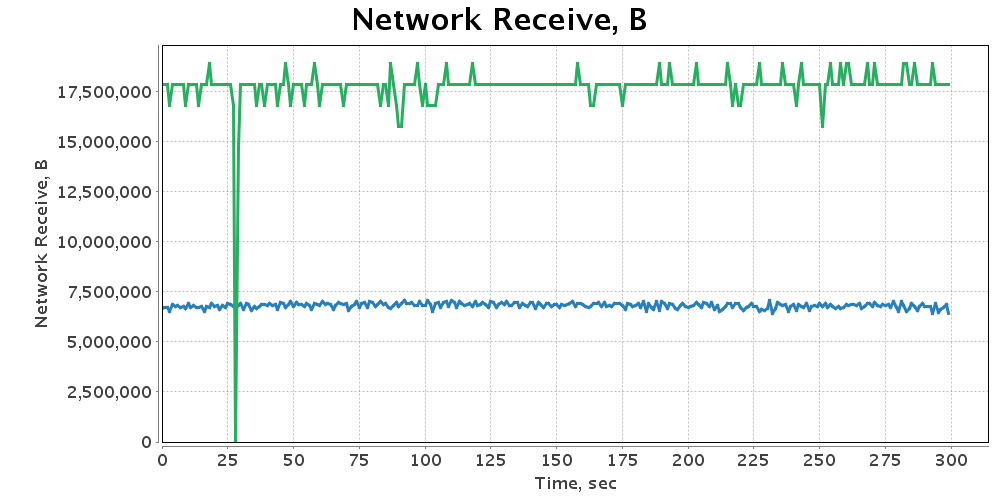 Network Receive, B
Network Receive, B
17,500,000
15,000,000
12,500,000
10,000,000
7,500,000
5,000,000
2,500,000
0
0 25 50 75 100 125 150 175 200 225 250 275 300
Time, sec